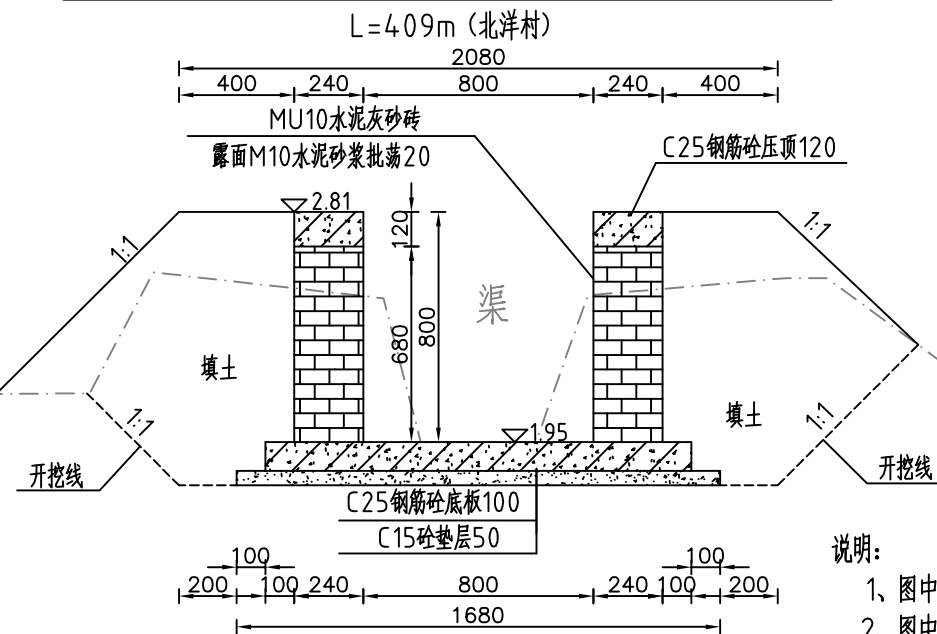 L=409m（北洋村）
2080
400 240 800 240 400
MU10水泥灰砂砖
露面M10水泥砂浆批荡20
C25钢筋砼压顶120
2.81
1:1
1:1
120
渠
680
800
填土
填土
1:1
1:1
1.95
开挖线
开挖线
C25钢筋砼底板100
C15砼垫层50
说明：
100 100
200 100 240 800 240 100 200
1、图中
1680
2、图中